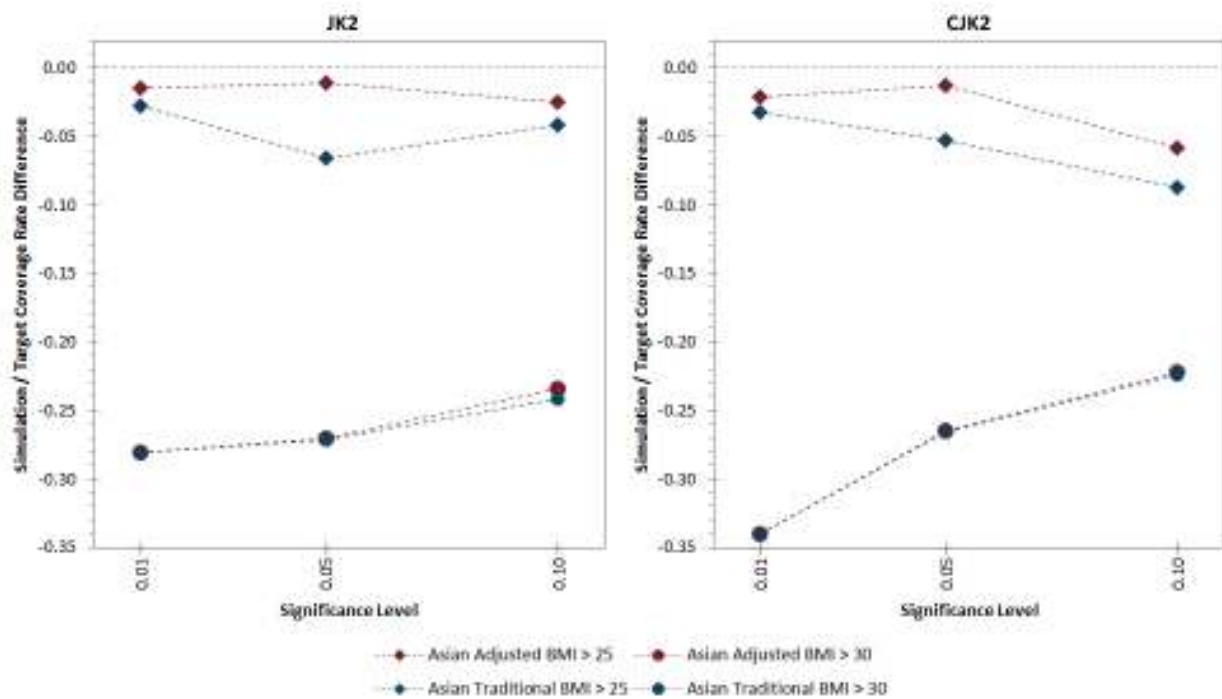 JK2
CJK2
Simulation / Target Coverage Rate Difference
0.00
-0.05
-0.10
-0.15
-0.20
-0.25
-0.30
-0.35
0.01
0.05
0.10
Significance Level
Simulation / Target Coverage Rate Difference
0.00
-0.05
-0.10
-0.15
-0.20
-0.25
-0.30
-0.35
0.01
0.05
0.10
Significance Level
Asian Adjusted BMI > 25
Asian Adjusted BMI > 30
Asian Traditional BMI > 25
Asian Traditional BMI > 30